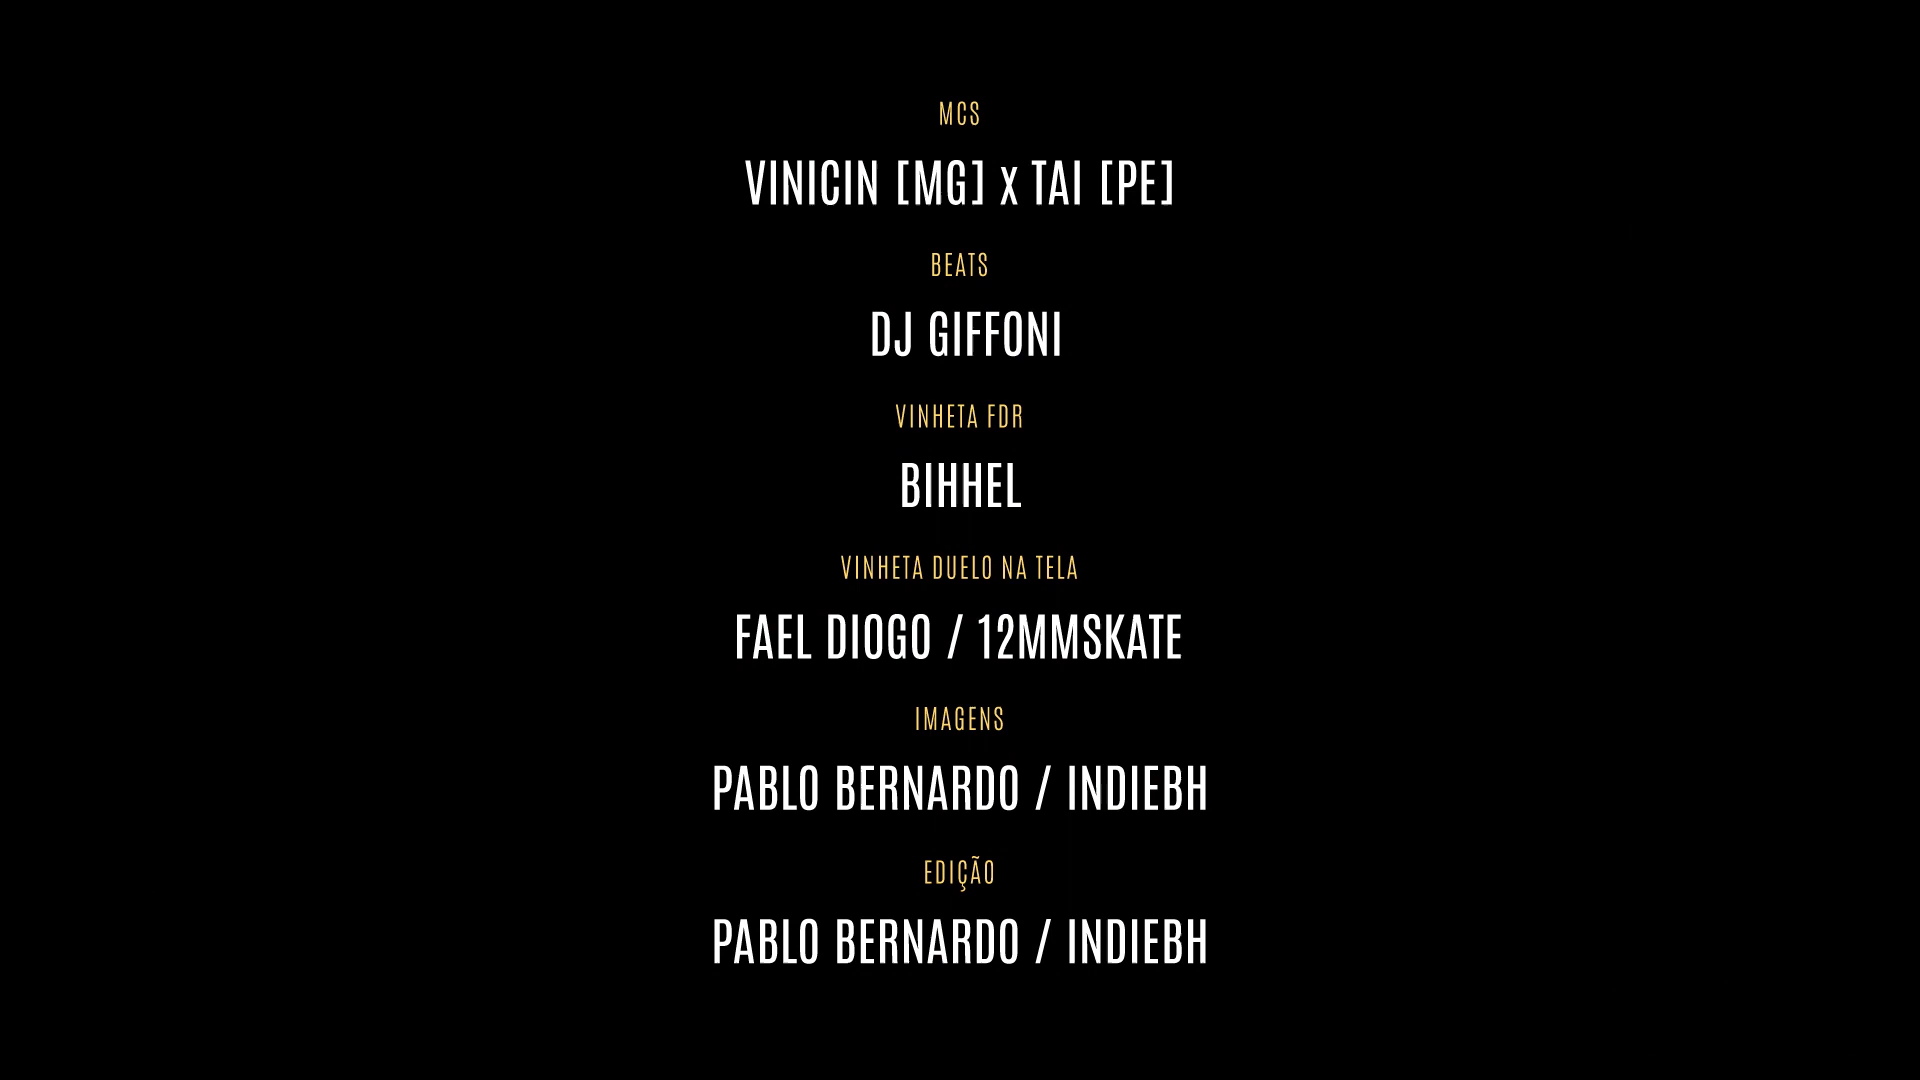 MCS
VINICIN [MG] X TAI [PE]
BEATS
DJ GIFFONI
VINHETA FDR
BIHHEL
VINHETA DUELO NA TELA
FAEL DIOGO / 12MMSKATE
IMAGENS
PABLO BERNARDO / INDIEBH
EDIÇÃO
PABLO BERNARDO / INDIEBH